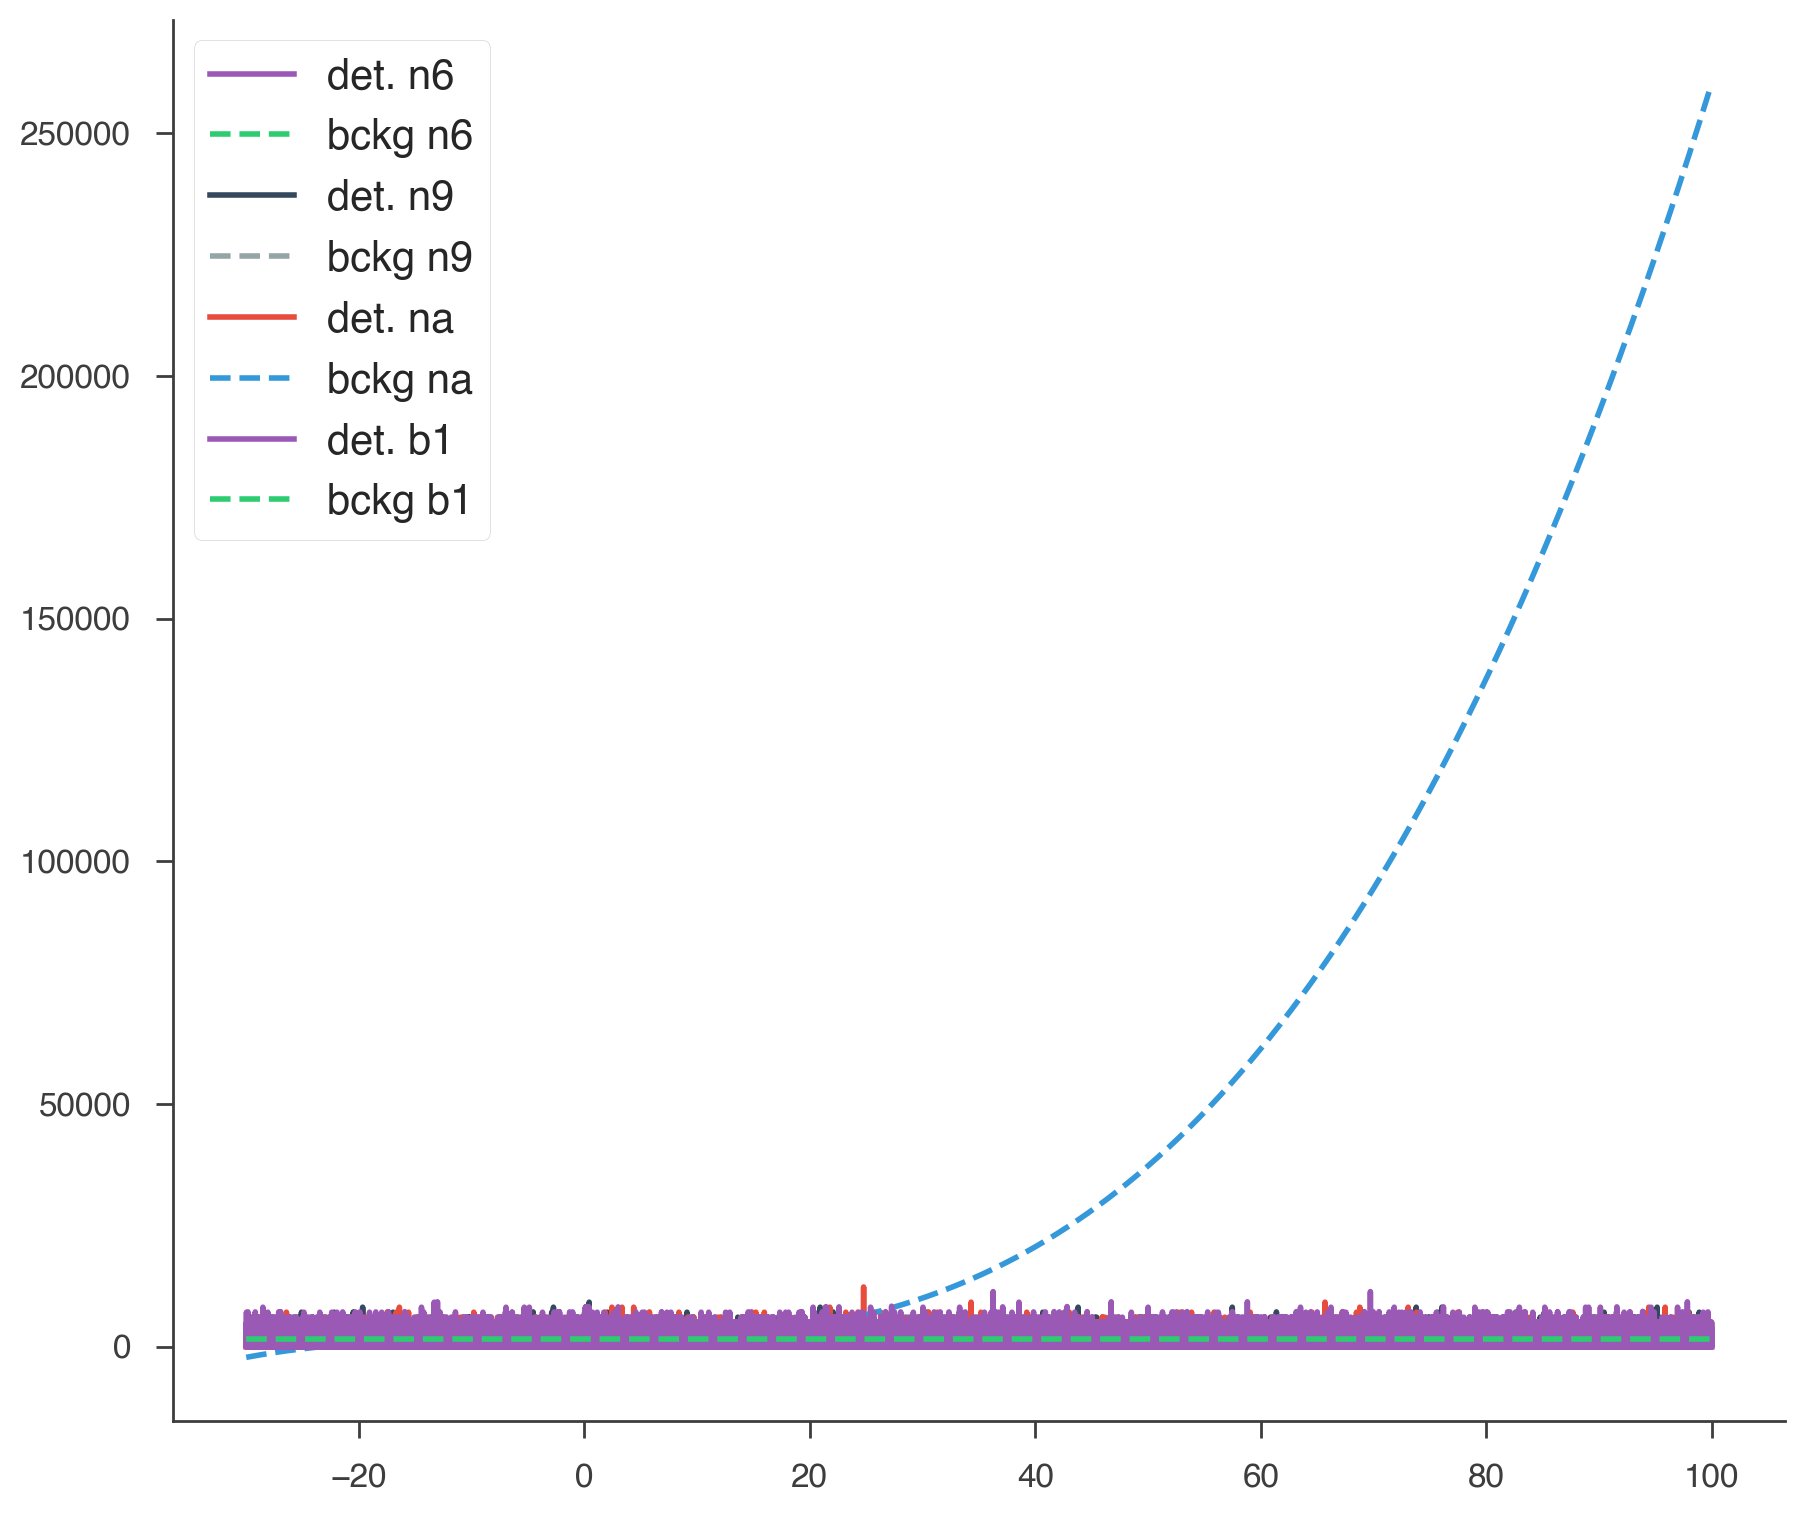 det. n6
bckg n6
det. n9
bckg n9
det. na
bckg na
det. b1
bckg b1
250000
200000
150000
100000
50000
0
−20 0 20 40 60 80 100